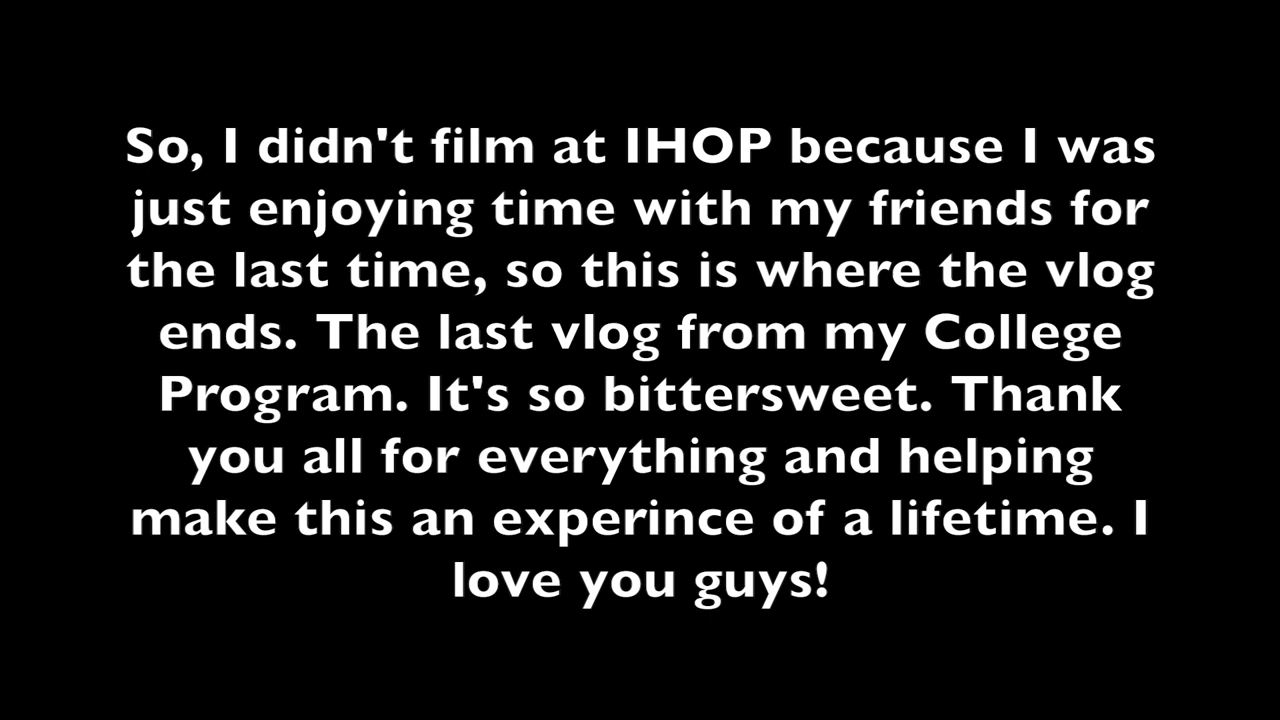 So, I didn't film at IHOP because I was
just enjoying time with my friends for
the last time, so this is where the vlog
ends. The last vlog from my College
Program. It's so bittersweet. Thank
you all for everything and helping
make this an experince of a lifetime. I
love you guys!